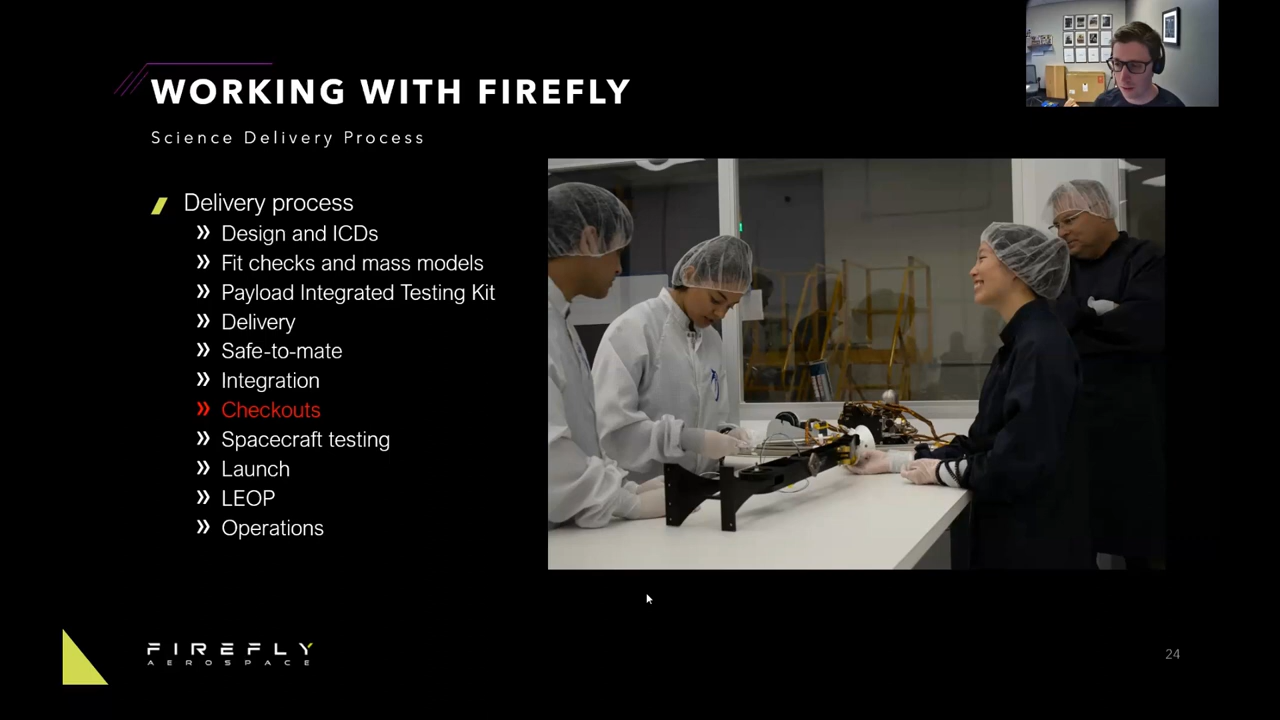 WORKING WITH FIREFLY
Science Delivery Process
Delivery process
Design and ICDs
Fit checks and mass models
Payload Integrated Testing Kit
Delivery
Safe-to-mate
Integration
Checkouts
Spacecraft testing
Launch
LEOP
Operations
FIREFLY
AEROSPACE
24